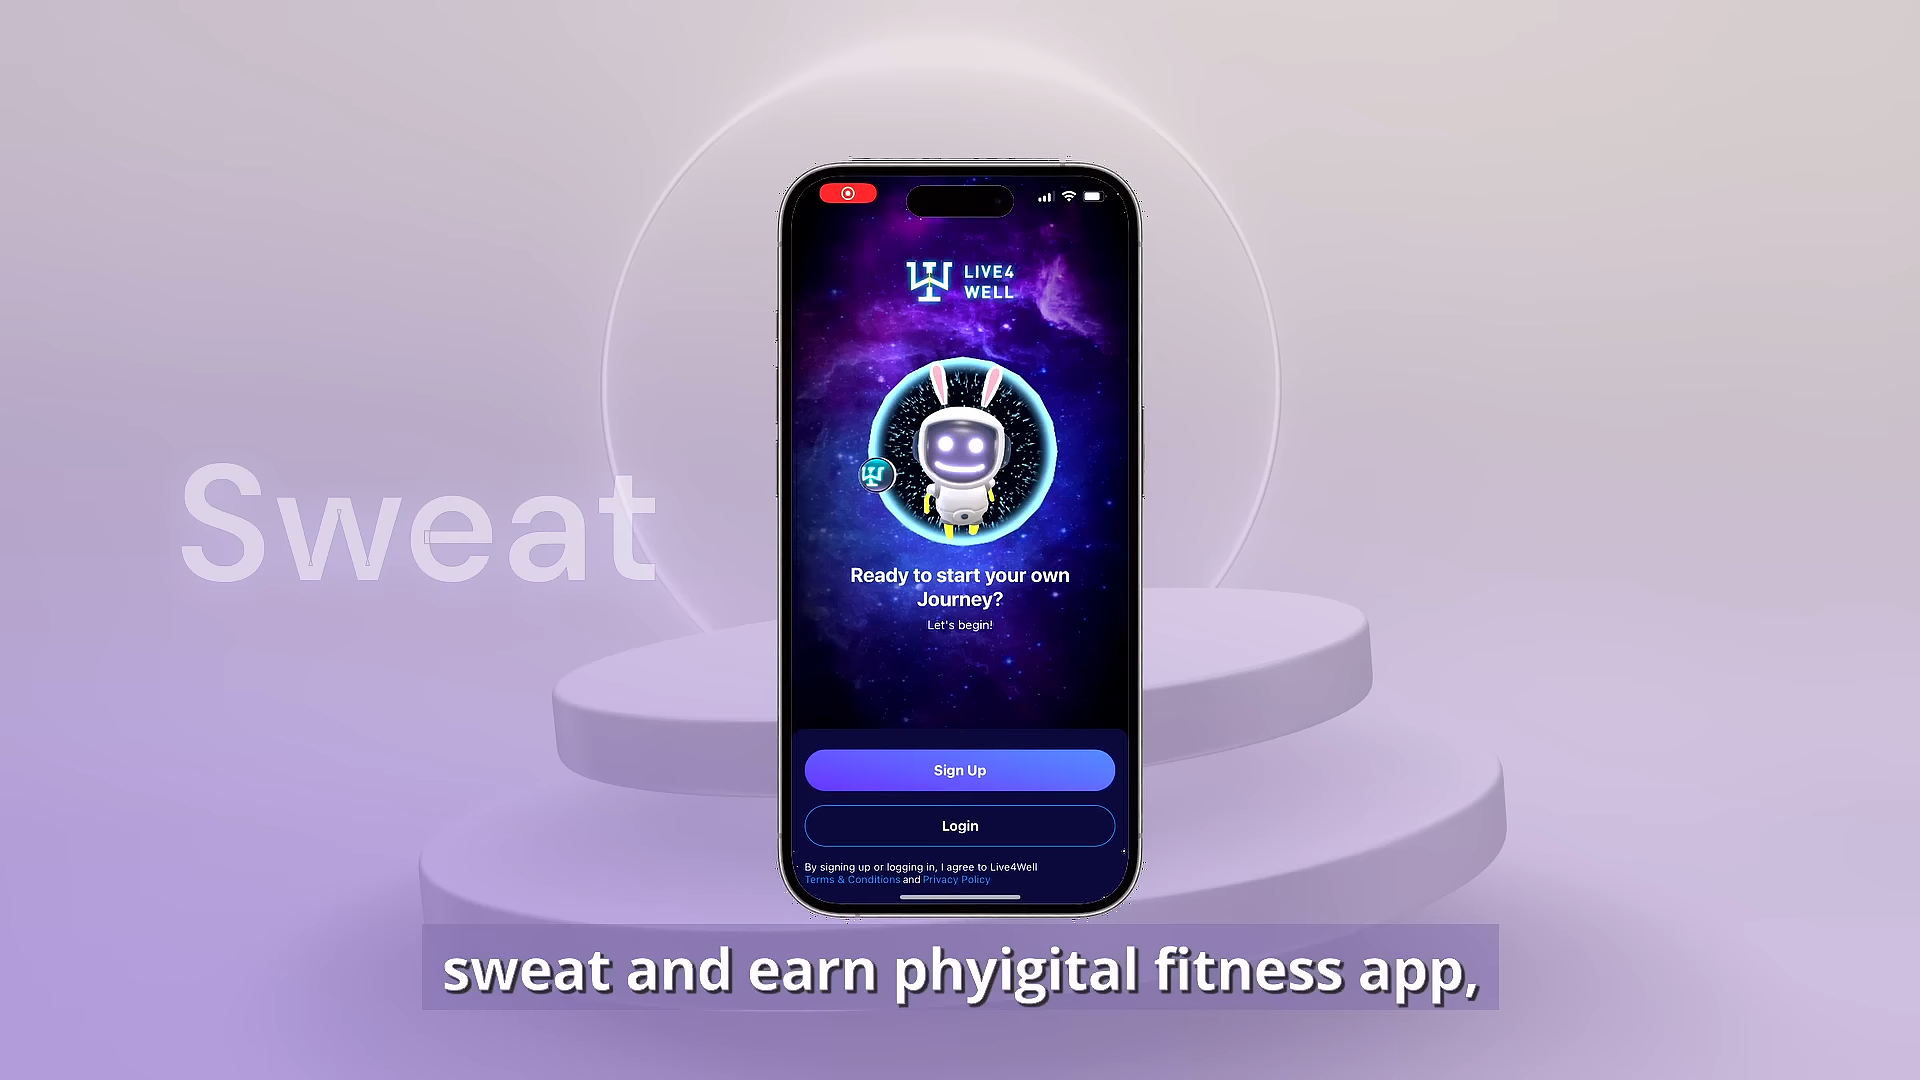 LIVE4
WELL
Sweat
Ready to start your own
Journey?
Let's begin!
Sign Up
Login
By signing up or logging in, I agree to Live4Well
Terms & Conditions and Privacy Policy
sweat and earn phyigital fitness app,